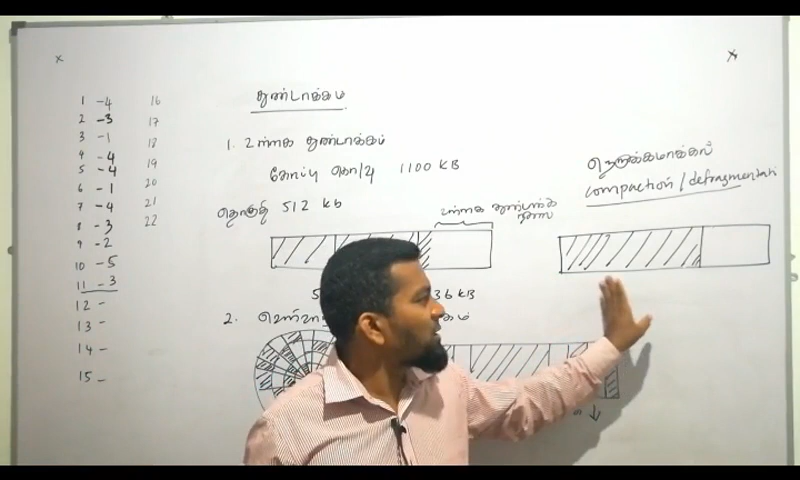 1 -4
2 -3
3 -1
4 -4
5 -4
6 -1
7 -4
8 -3
9 -2
10 -5
11 -3
12 -
13 -
14 -
15 -
16
17
18
19
20
21
22
துண்டாக்கம்
1. உள்ளக துண்டாக்கம்
கோப்பு கொ/ள 1100 KB
தொகுதி 512 kb
உள்ளக துண்டாக்க
36 KB
2.
கம்
நெருக்கமாக்கல்
compaction / defragmentati